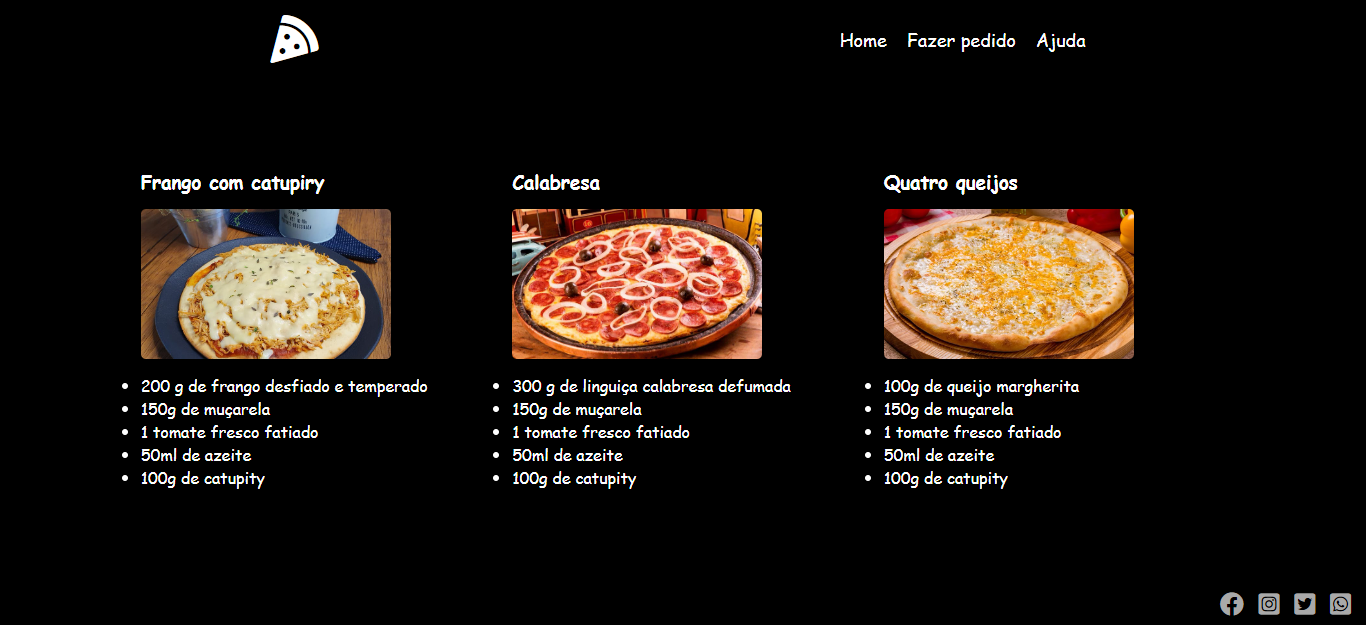 Home Fazer pedido Ajuda
Frango com catupiry
200 g de frango desfiado e temperado
150g de muçarela
1 tomate fresco fatiado
50ml de azeite
100g de catupity
Calabresa
300 g de linguiça calabresa defumada
150g de muçarela
1 tomate fresco fatiado
50ml de azeite
100g de catupity
Quatro queijos
100g de queijo margherita
150g de muçarela
1 tomate fresco fatiado
50ml de azeite
100g de catupity